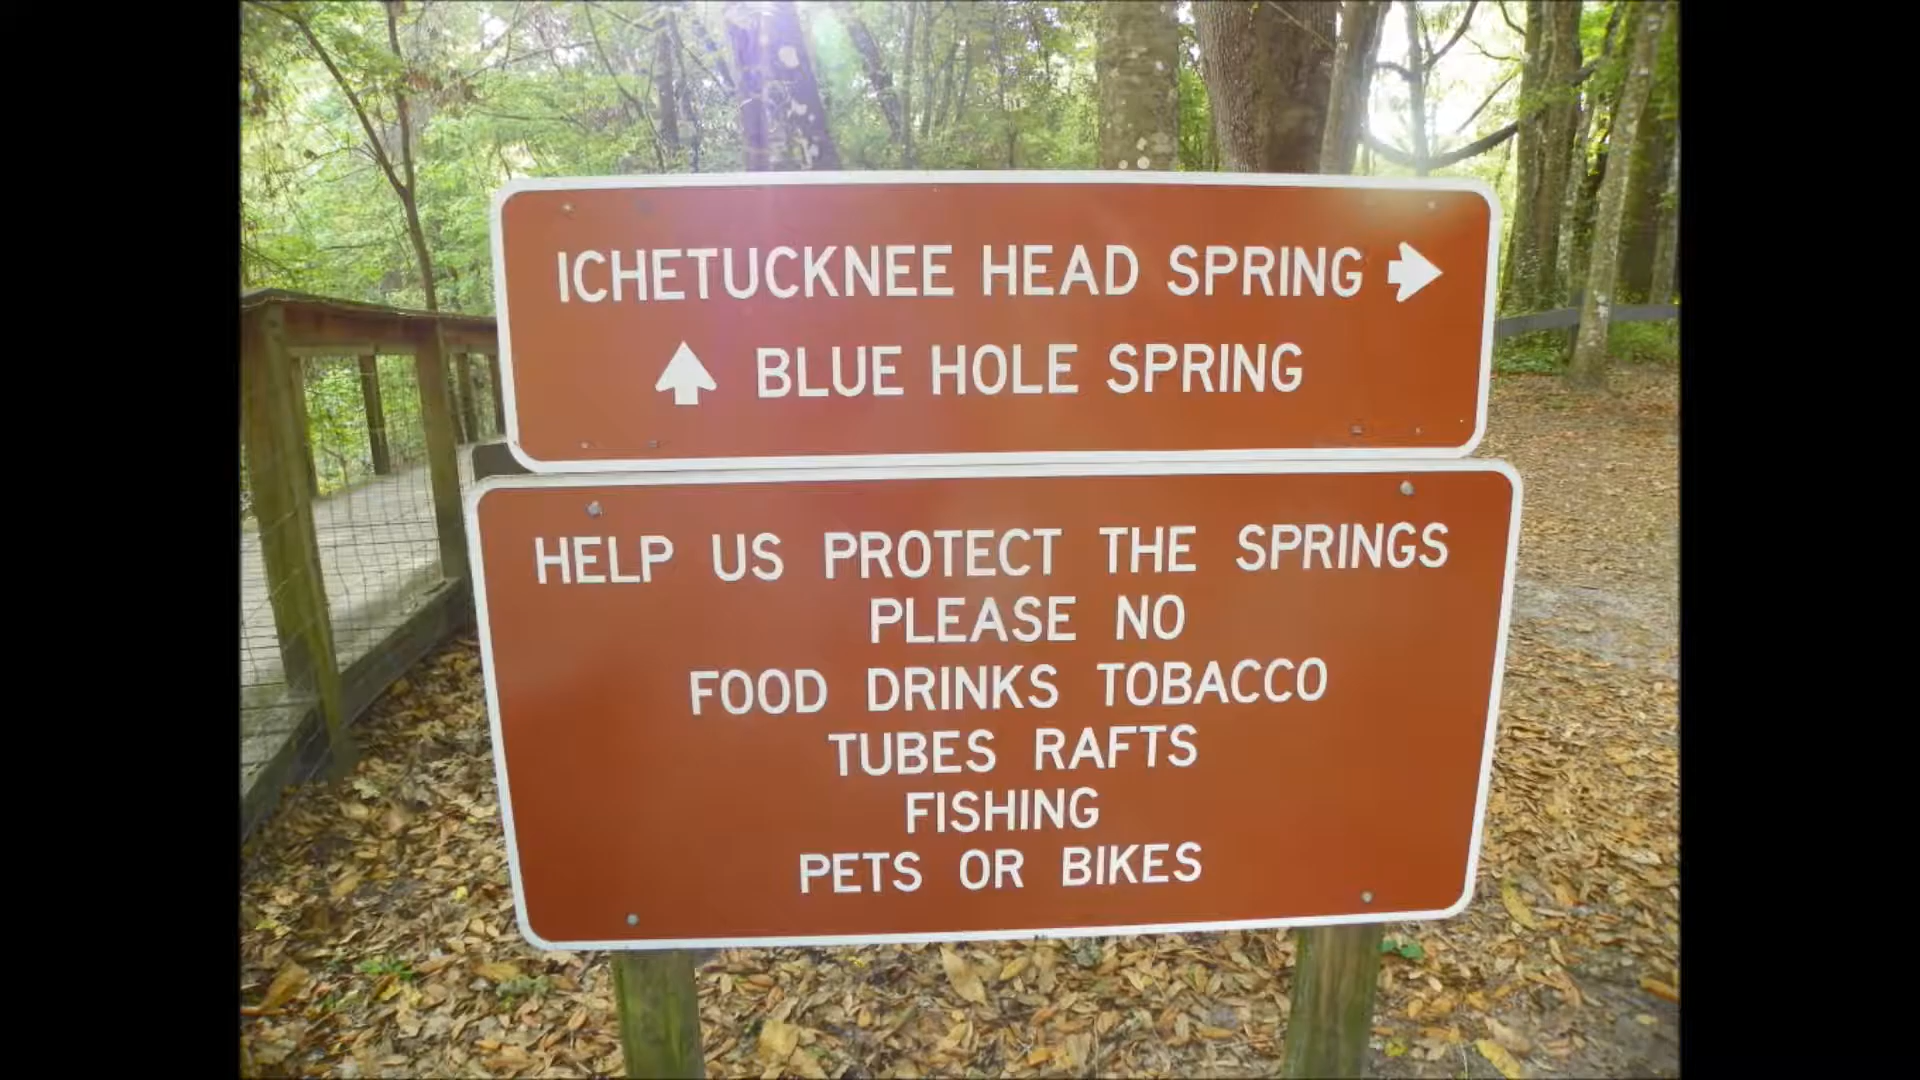 ICHETUCKNEE HEAD SPRING
BLUE HOLE SPRING
HELP US PROTECT THE SPRINGS
PLEASE NO
FOOD DRINKS TOBACCO
TUBES RAFTS
FISHING
PETS OR BIKES